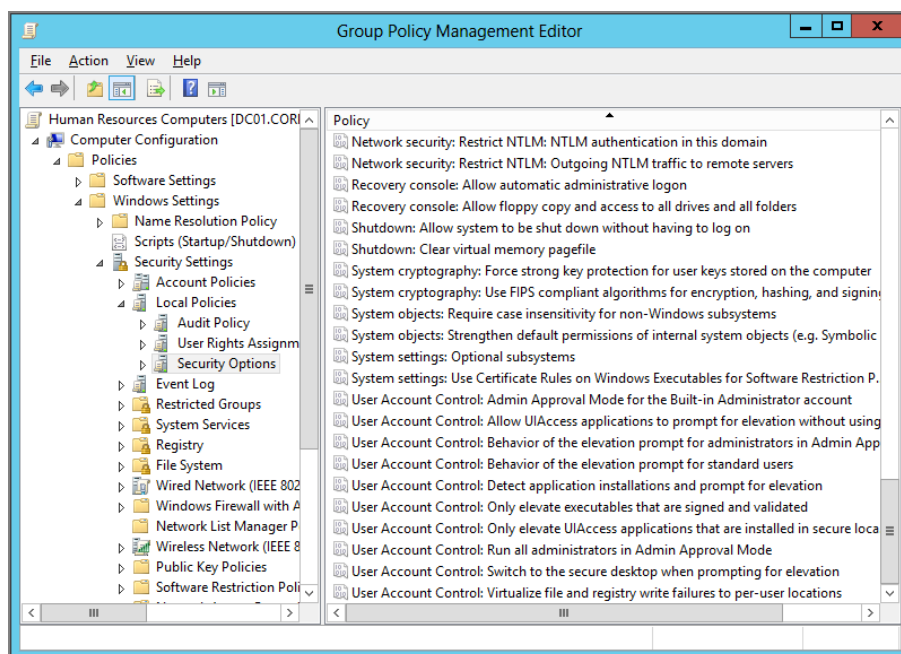 Group Policy Management Editor
File Action View Help
Human Resources Computers [DC01.CORI
Computer Configuration
Policies
Software Settings
Windows Settings
Name Resolution Policy
Scripts (Startup/Shutdown)
Security Settings
Account Policies
Local Policies
Audit Policy
User Rights Assignm
Security Options
Event Log
Restricted Groups
System Services
Registry
File System
Wired Network (IEEE 802
Windows Firewall with A
Network List Manager P
Wireless Network (IEEE 8
Public Key Policies
Software Restriction Poli
Policy
Network security: Restrict NTLM: NTLM authentication in this domain
Network security: Restrict NTLM: Outgoing NTLM traffic to remote servers
Recovery console: Allow automatic administrative logon
Recovery console: Allow floppy copy and access to all drives and all folders
Shutdown: Allow system to be shut down without having to log on
Shutdown: Clear virtual memory pagefile
System cryptography: Force strong key protection for user keys stored on the computer
System cryptography: Use FIPS compliant algorithms for encryption, hashing, and signing
System objects: Require case insensitivity for non-Windows subsystems
System objects: Strengthen default permissions of internal system objects (e.g. Symbolic
System settings: Optional subsystems
System settings: Use Certificate Rules on Windows Executables for Software Restriction P.
User Account Control: Admin Approval Mode for the Built-in Administrator account
User Account Control: Allow UIAccess applications to prompt for elevation without using
User Account Control: Behavior of the elevation prompt for administrators in Admin App
User Account Control: Behavior of the elevation prompt for standard users
User Account Control: Detect application installations and prompt for elevation
User Account Control: Only elevate executables that are signed and validated
User Account Control: Only elevate UIAccess applications that are installed in secure loca
User Account Control: Run all administrators in Admin Approval Mode
User Account Control: Switch to the secure desktop when prompting for elevation
User Account Control: Virtualize file and registry write failures to per-user locations